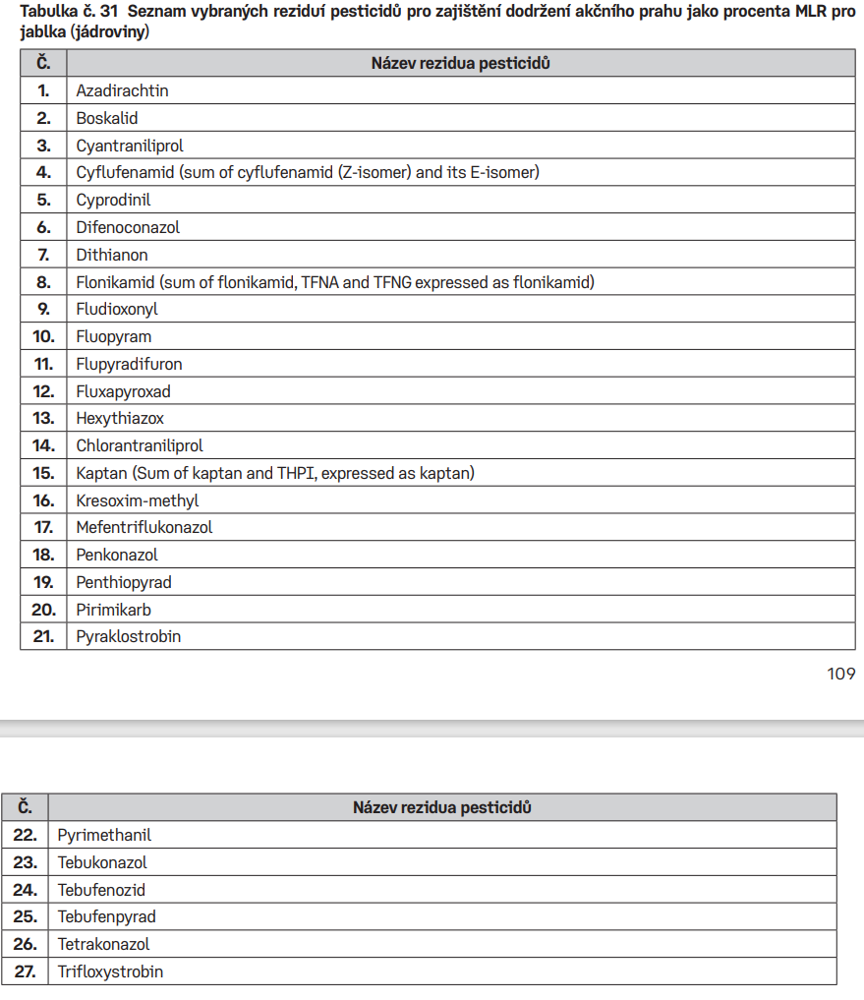 Tabulka č. 31 Seznam vybraných reziduí pesticidů pro zajištění dodržení akčního prahu jako procenta MLR pro
jablka (jádroviny)
Č. Název rezidua pesticidů
1. Azadirachtin
2. Boskalid
3. Cyantraniliprol
4. Cyflufenamid (sum of cyflufenamid (Z-isomer) and its E-isomer)
5. Cyprodinil
6. Difenoconazol
7. Dithianon
8. Flonikamid (sum of flonikamid, TFNA and TFNG expressed as flonikamid)
9. Fludioxonyl
10. Fluopyram
11. Flupyradifuron
12. Fluxapyroxad
13. Hexythiazox
14. Chlorantraniliprol
15. Kaptan (Sum of kaptan and THPI, expressed as kaptan)
16. Kresoxim-methyl
17. Mefentriflukonazol
18. Penkonazol
19. Penthiopyrad
20. Pirimikarb
21. Pyraklostrobin
109
Č. Název rezidua pesticidů
22. Pyrimethanil
23. Tebukonazol
24. Tebufenozid
25. Tebufenpyrad
26. Tetrakonazol
27. Trifloxystrobin